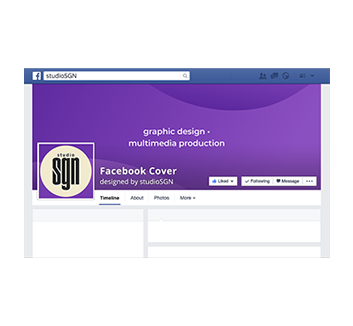 studioSGN
graphic design •
multimedia production
studio
sgn
Facebook Cover
designed by studioSGN
Liked
Following
Message
Timeline
About
Photos
More